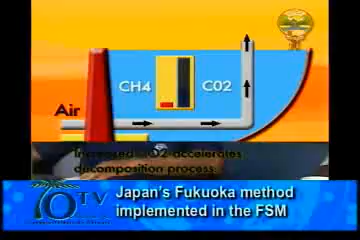 CH4 C02
Air
Increased O2-accelerates
decomposition process
TV
Japan's Fukuoka method
implemented in the FSM